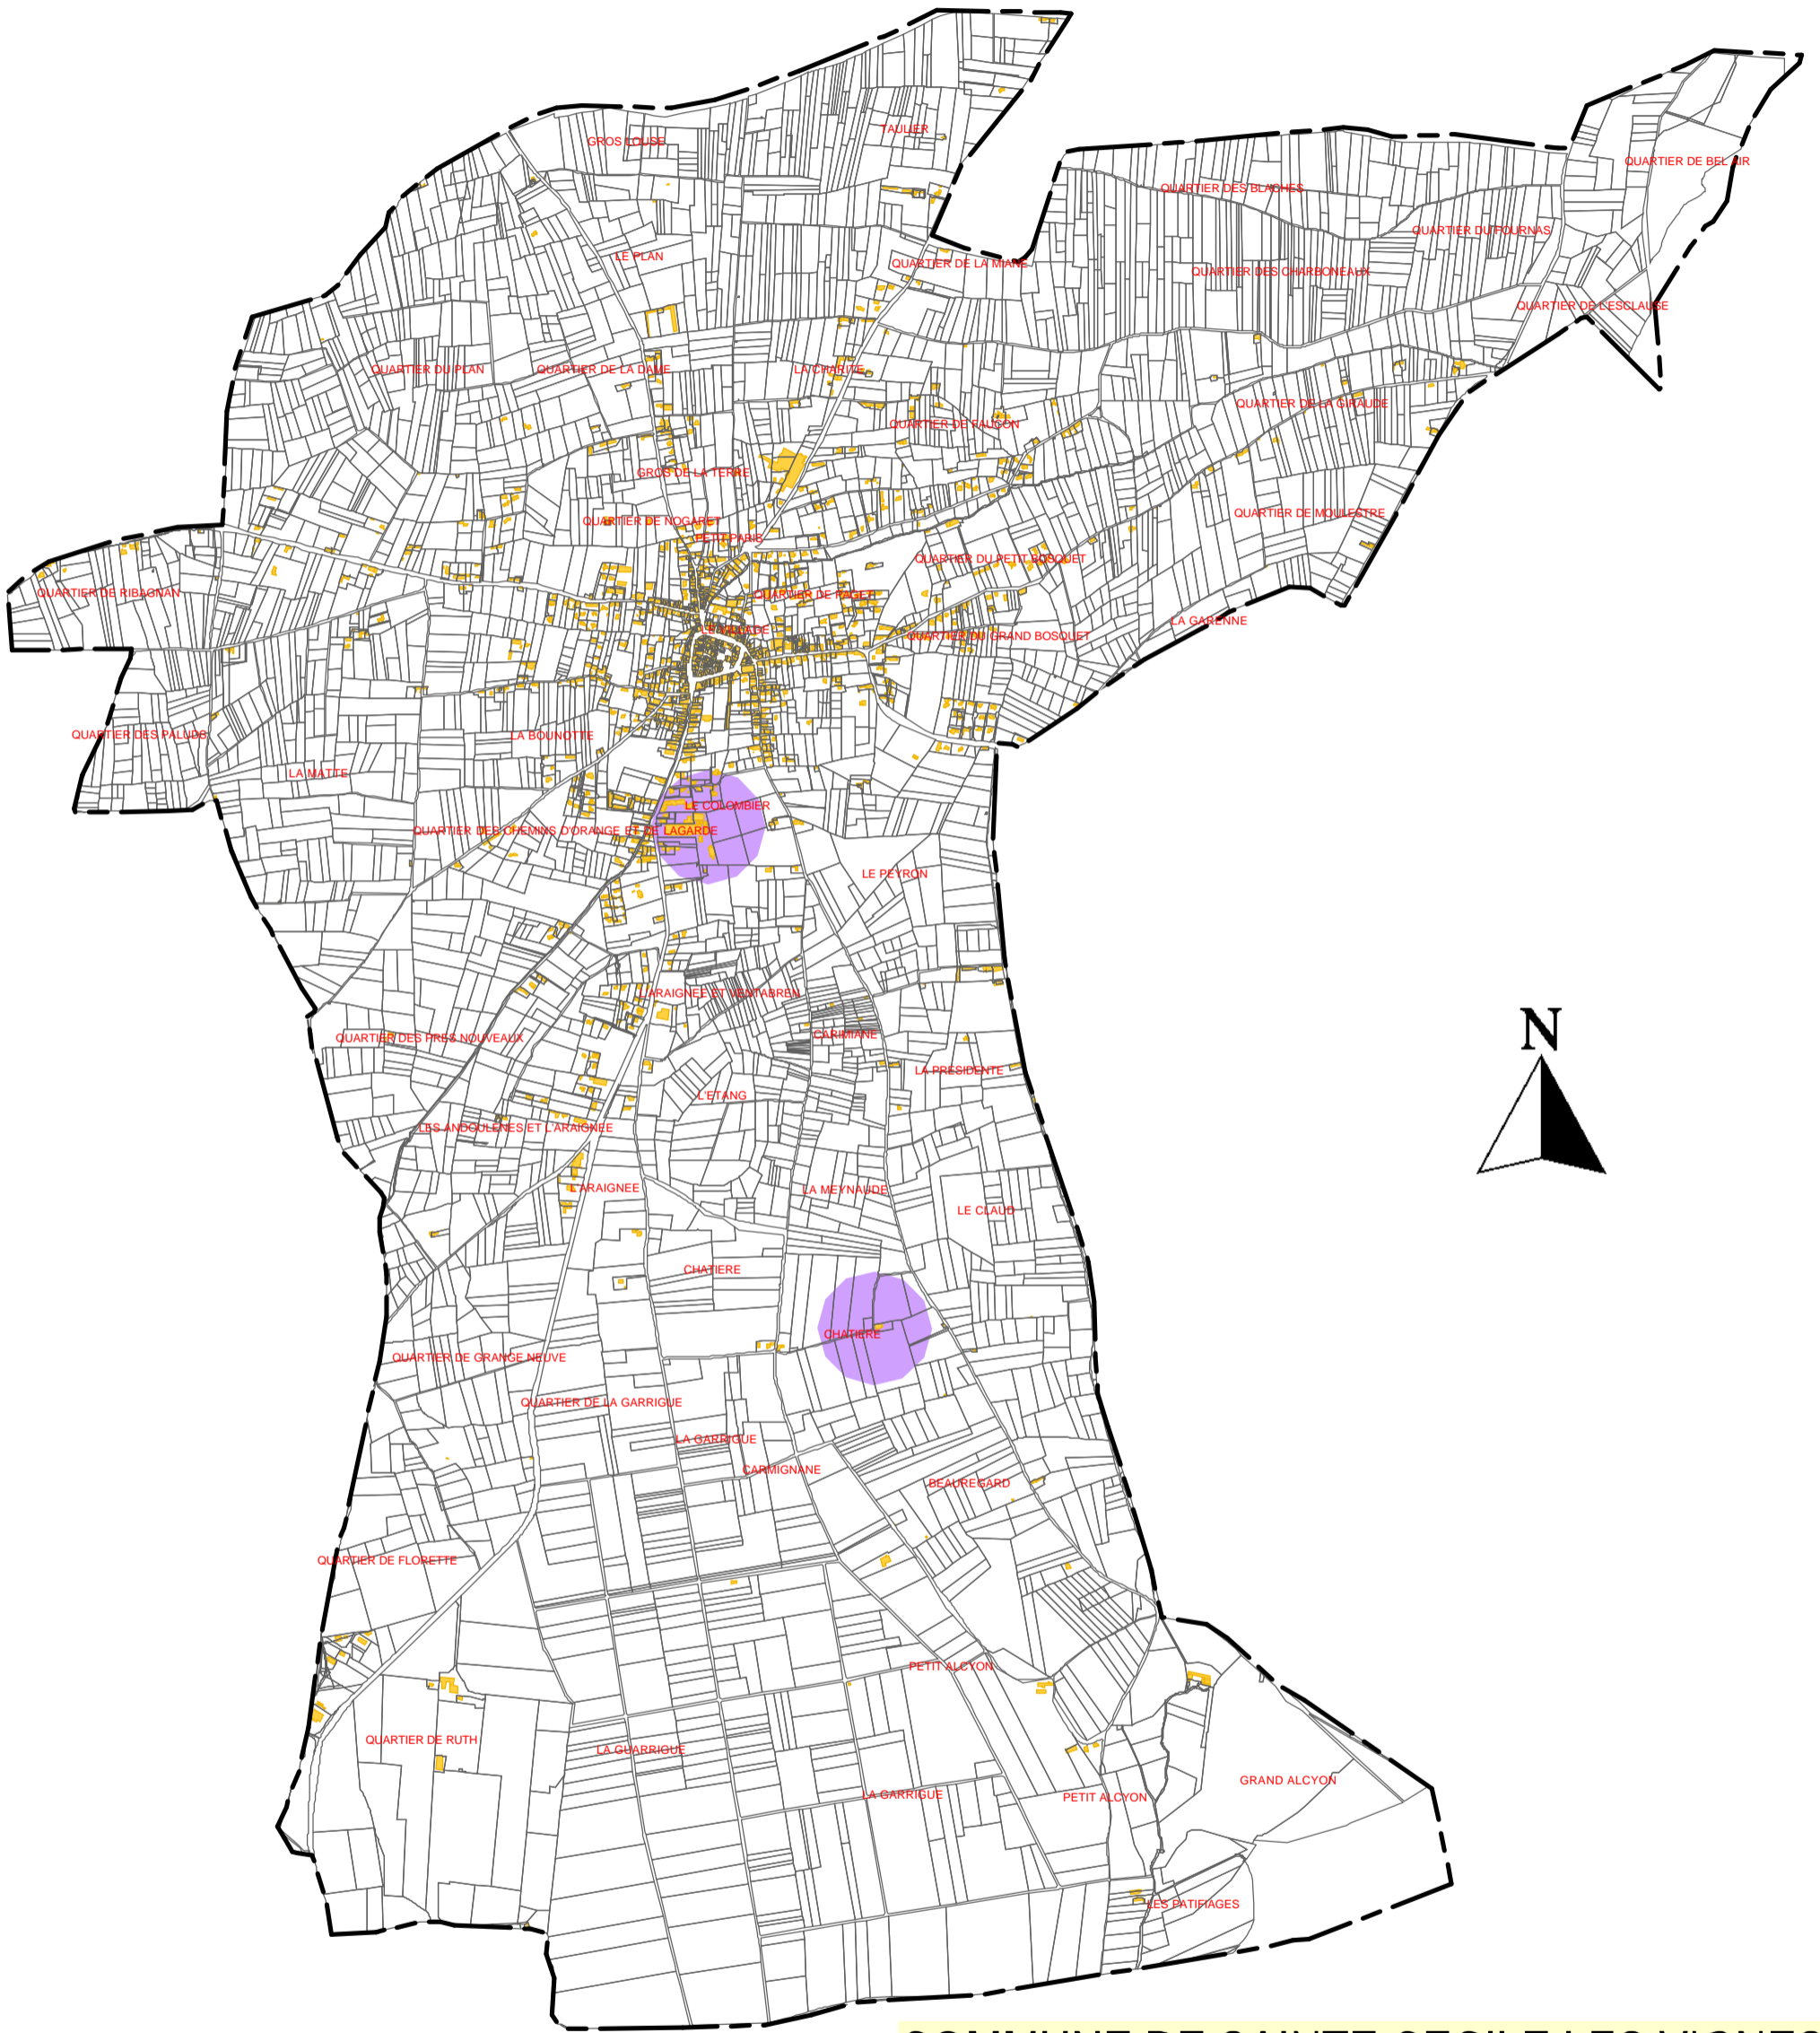 TAULIER
GROS LOUSE
QUARTIER DE BEL AIR
QUARTIER DES BLACHES
QUARTIER DU FOURNAS
LE PLAN
QUARTIER DE LA MIANE
QUARTIER DES CHARBONEAUX
QUARTIER DE L'ESCLAUSE
QUARTIER DU PLAN
QUARTIER DE LA DAME
LA CHARITE
QUARTIER DE LA GIRAUDE
QUARTIER DE FAUCON
GROS DE LA TERRE
QUARTIER DE MOULESTRE
QUARTIER DE NOGARET
PETIT PARIS
QUARTIER DU PETIT BOSQUET
QUARTIER DE RIBAGNAN
QUARTIER DE PAGET
LA GARENNE
LE VILLAGE
QUARTIER DU GRAND BOSQUET
QUARTIER DES PALUDS
LA BOUNOTTE
LA MATTE
LE COLOMBIER
QUARTIER DES CHEMINS D'ORANGE ET DE LAGARDE
LE PEYRON
L'ARAIGNEE ET VENTABREN
N
CARIMIANE
QUARTIER DES PRES NOUVEAUX
LA PRESIDENTE
L'ETANG
LES ANDOULENES ET L'ARAIGNEE
L'ARAIGNEE
LA MEYNAUDE
LE CLAUD
CHATIERE
CHATIERE
QUARTIER DE GRANGE NEUVE
QUARTIER DE LA GARRIGUE
LA GARRIGUE
CARMIGNANE
BEAUREGARD
QUARTIER DE FLORETTE
PETIT ALCYON
QUARTIER DE RUTH
LA GUARRIGUE
GRAND ALCYON
LA GARRIGUE
PETIT ALCYON
LES PATIFIAGES
COMMUNE DE SAINTE CECILE LES VIGNES